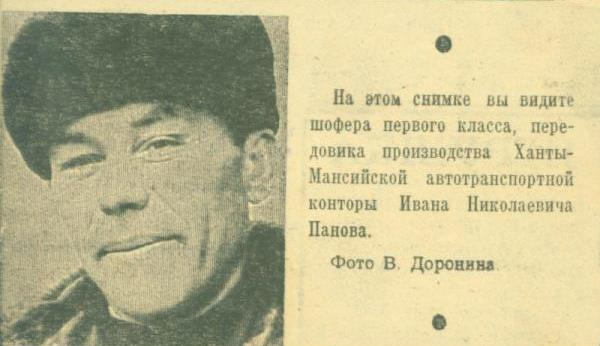 На этом снимке вы видите
шофера первого класса, пере-
довика производства Ханты-
Мансийской автотранспортной
конторы Ивана Николаевича
Панова.
Фото В. Доронина